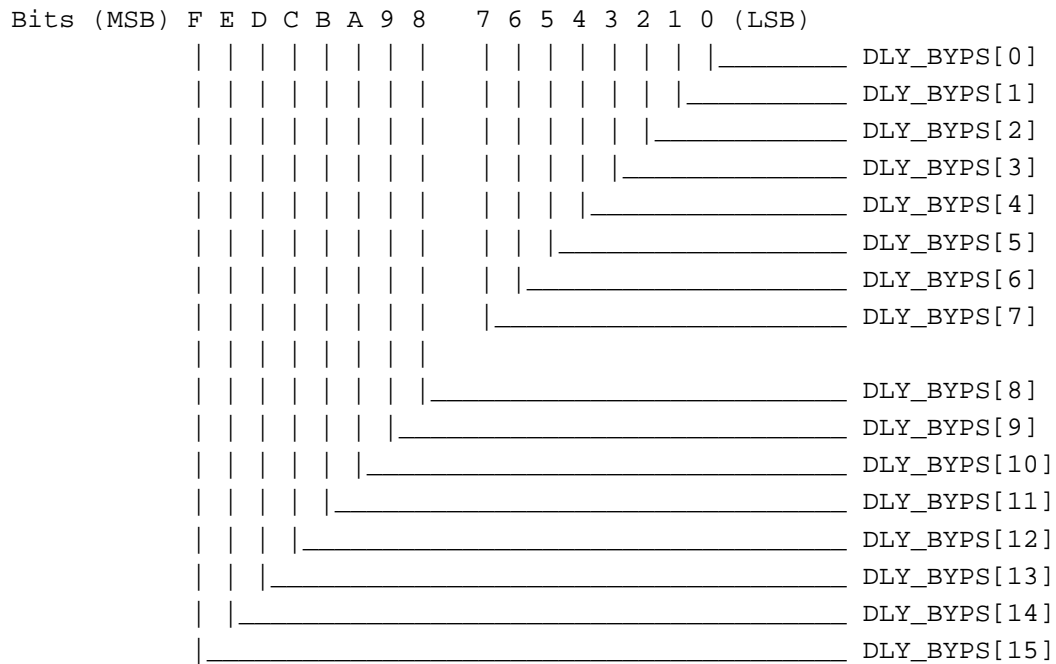 Bits (MSB) F E D C B A 9 8 7 6 5 4 3 2 1 0 (LSB)
DLY_BYPS[0]
DLY_BYPS[1]
DLY_BYPS[2]
DLY_BYPS[3]
DLY_BYPS[4]
DLY_BYPS[5]
DLY_BYPS[6]
DLY_BYPS[7]
DLY_BYPS[8]
DLY_BYPS[9]
DLY_BYPS[10]
DLY_BYPS[11]
DLY_BYPS[12]
DLY_BYPS[13]
DLY_BYPS[14]
DLY_BYPS[15]